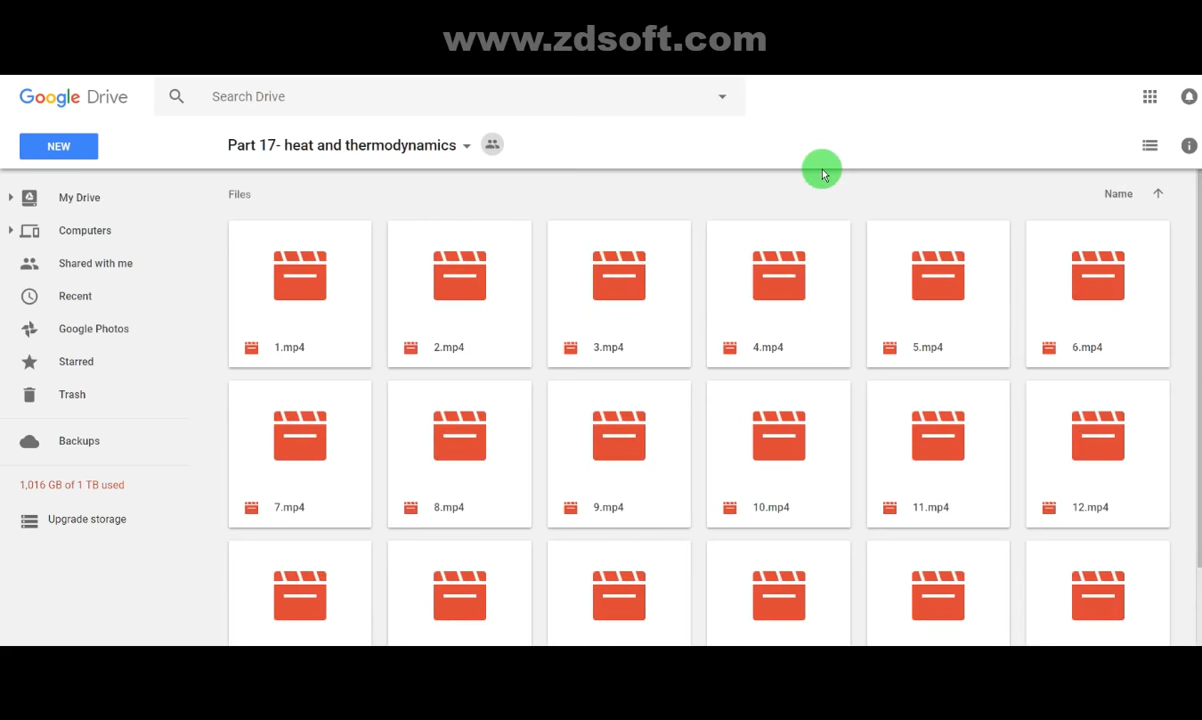 www.zdsoft.com
Google Drive
Search Drive
NEW
Part 17- heat and thermodynamics
My Drive
Computers
Shared with me
Recent
Google Photos
Starred
Trash
Backups
1,016 GB of 1 TB used
Upgrade storage
Files
Name
1.mp4
2.mp4
3.mp4
4.mp4
5.mp4
6.mp4
7.mp4
8.mp4
9.mp4
10.mp4
11.mp4
12.mp4